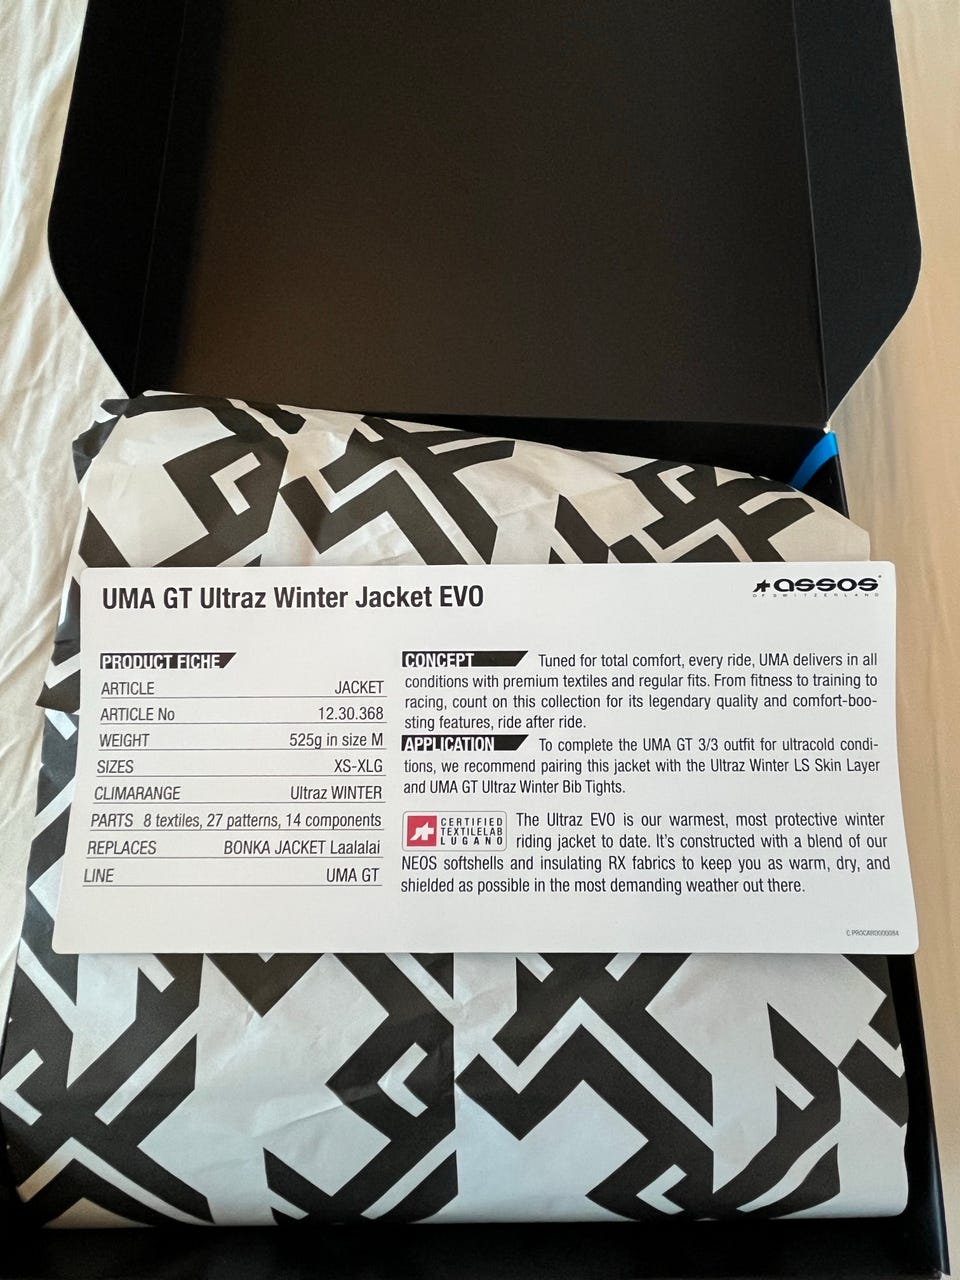 UMA GT Ultraz Winter Jacket EVO
assos
OF SWITZERLAND
PRODUCT FICHE
ARTICLE JACKET
ARTICLE No 12.30.368
WEIGHT 525g in size M
SIZES XS-XLG
CLIMARANGE Ultraz WINTER
PARTS 8 textiles, 27 patterns, 14 components
REPLACES BONKA JACKET Laalalai
LINE UMA GT
CONCEPT Tuned for total comfort, every ride, UMA delivers in all
conditions with premium textiles and regular fits. From fitness to training to
racing, count on this collection for its legendary quality and comfort-boo-
sting features, ride after ride.
APPLICATION To complete the UMA GT 3/3 outfit for ultracold condi-
tions, we recommend pairing this jacket with the Ultraz Winter LS Skin Layer
and UMA GT Ultraz Winter Bib Tights.
CERTIFIED
TEXTILELAB
LUGANO
The Ultraz EVO is our warmest, most protective winter
riding jacket to date. It's constructed with a blend of our
NEOS softshells and insulating RX fabrics to keep you as warm, dry, and
shielded as possible in the most demanding weather out there.